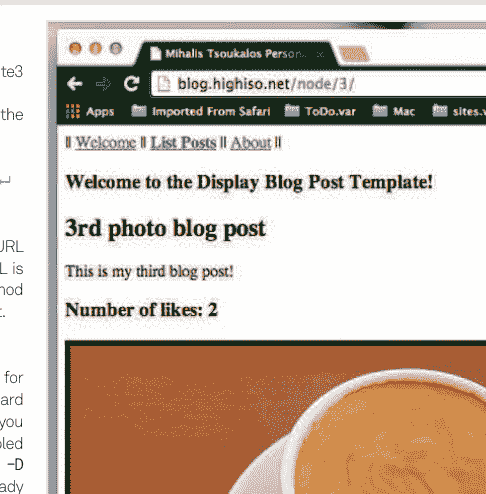 te3
the
URL
L is
nod
t.
for
ard
you
bled
-D
ady
Mihalis Tsoukalos Person
blog.highiso.net/node/3/
Apps Imported From Safari ToDo.var Mac sites.v
|| Welcome || List Posts || About ||
Welcome to the Display Blog Post Template!
3rd photo blog post
This is my third blog post!
Number of likes: 2